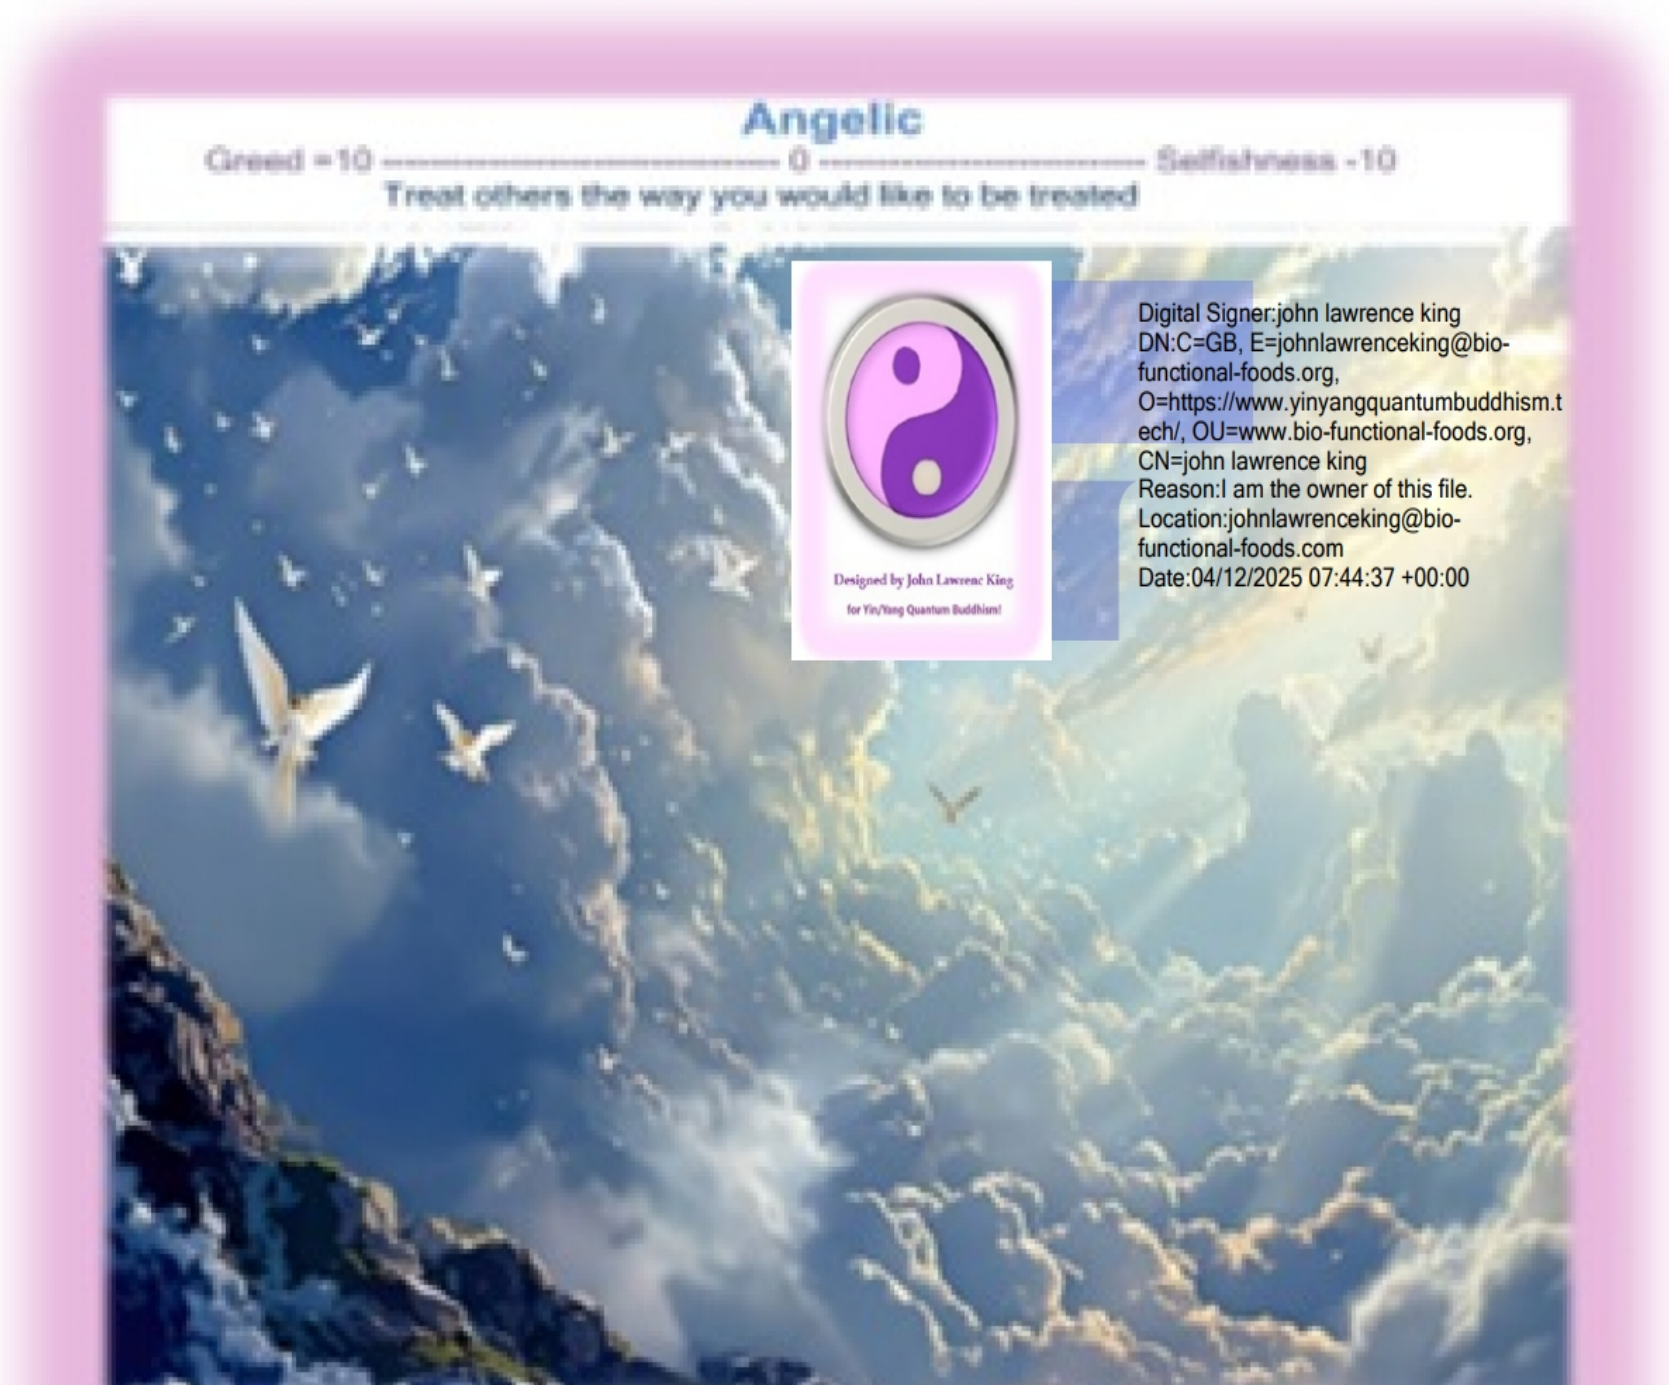 Angelic
Greed =10 ------------------------------ 0 ------------------------- Selfishness -10
Treat others the way you would like to be treated
Digital Signer:john lawrence king
DN:C=GB, E=johnlawrenceking@bio-
functional-foods.org,
O=https://www.yinyangquantumbuddhism.t
ech/, OU=www.bio-functional-foods.org,
CN=john lawrence king
Reason:I am the owner of this file.
Location:johnlawrenceking@bio-
functional-foods.com
Date:04/12/2025 07:44:37 +00:00
Designed by John Lawrenc King
for Yin/Yang Quantum Buddhism!